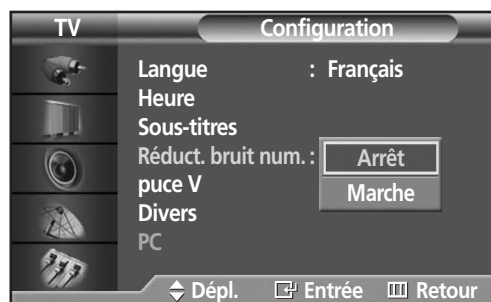 TV Configuration
Langue : Français
Heure
Sous-titres
Réduct. bruit num. : Arrêt
puce V Marche
Divers
PC
Dépl. Entrée Retour